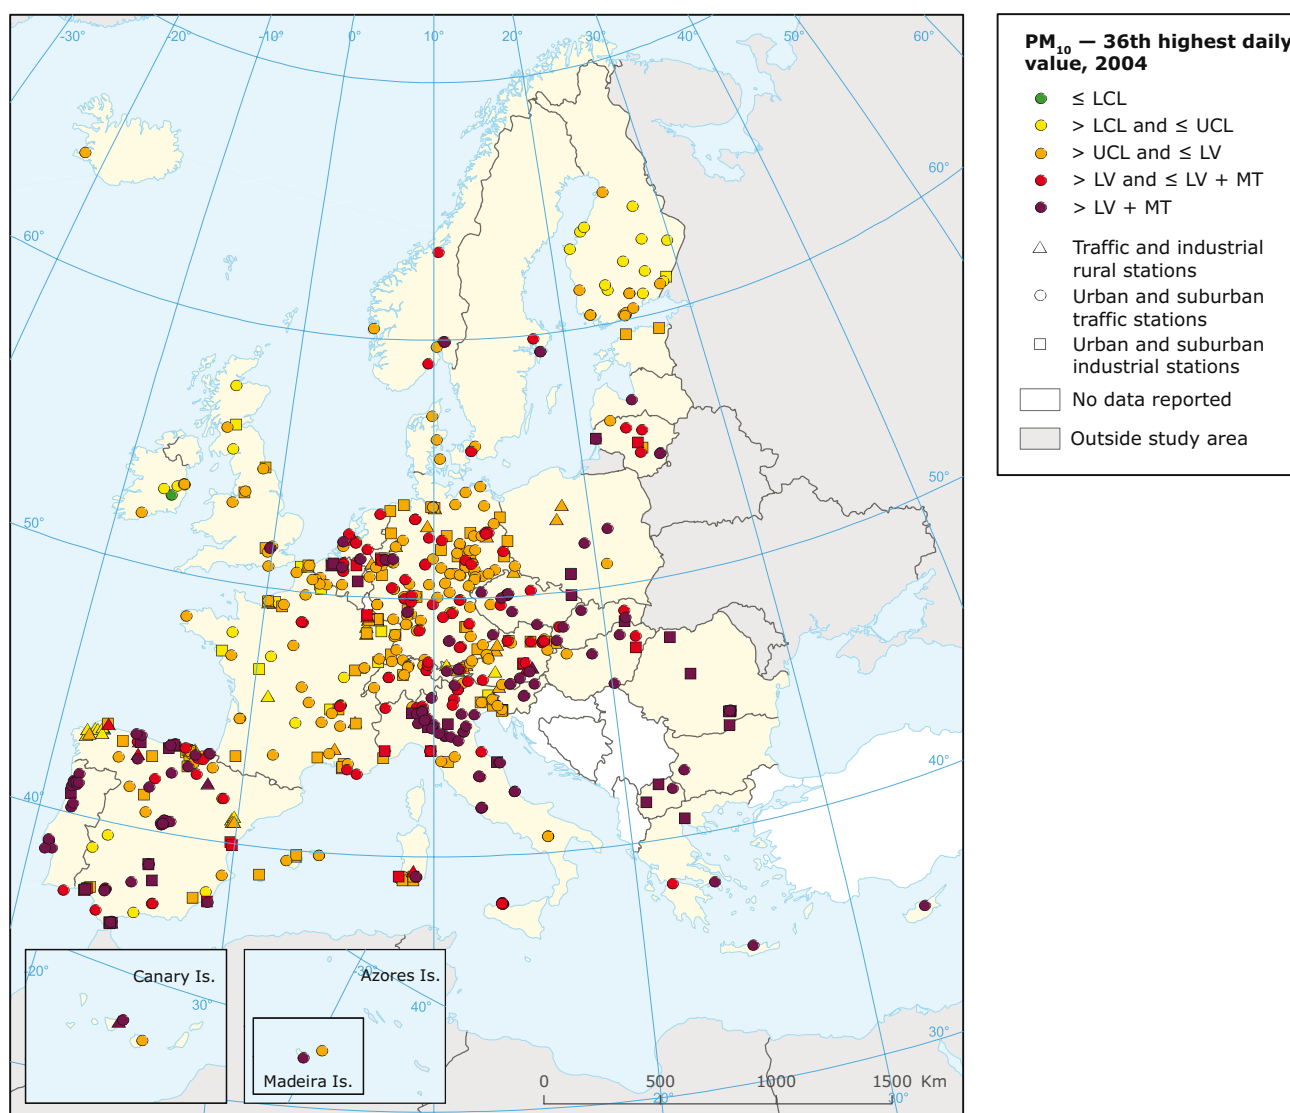 -30° -20° -10° 0° 10° 20° 30° 40° 50° 60°
60°
60°
50°
50°
40°
40°
Canary Is.
-20°
30°
Azores Is.
-30°
40°
Madeira Is.
30°
0 500 1000 1500 Km
20° 30°
PM₁₀ — 36th highest daily
value, 2004
≤ LCL
> LCL and ≤ UCL
> UCL and ≤ LV
> LV and ≤ LV + MT
> LV + MT
Traffic and industrial
rural stations
Urban and suburban
traffic stations
Urban and suburban
industrial stations
No data reported
Outside study area